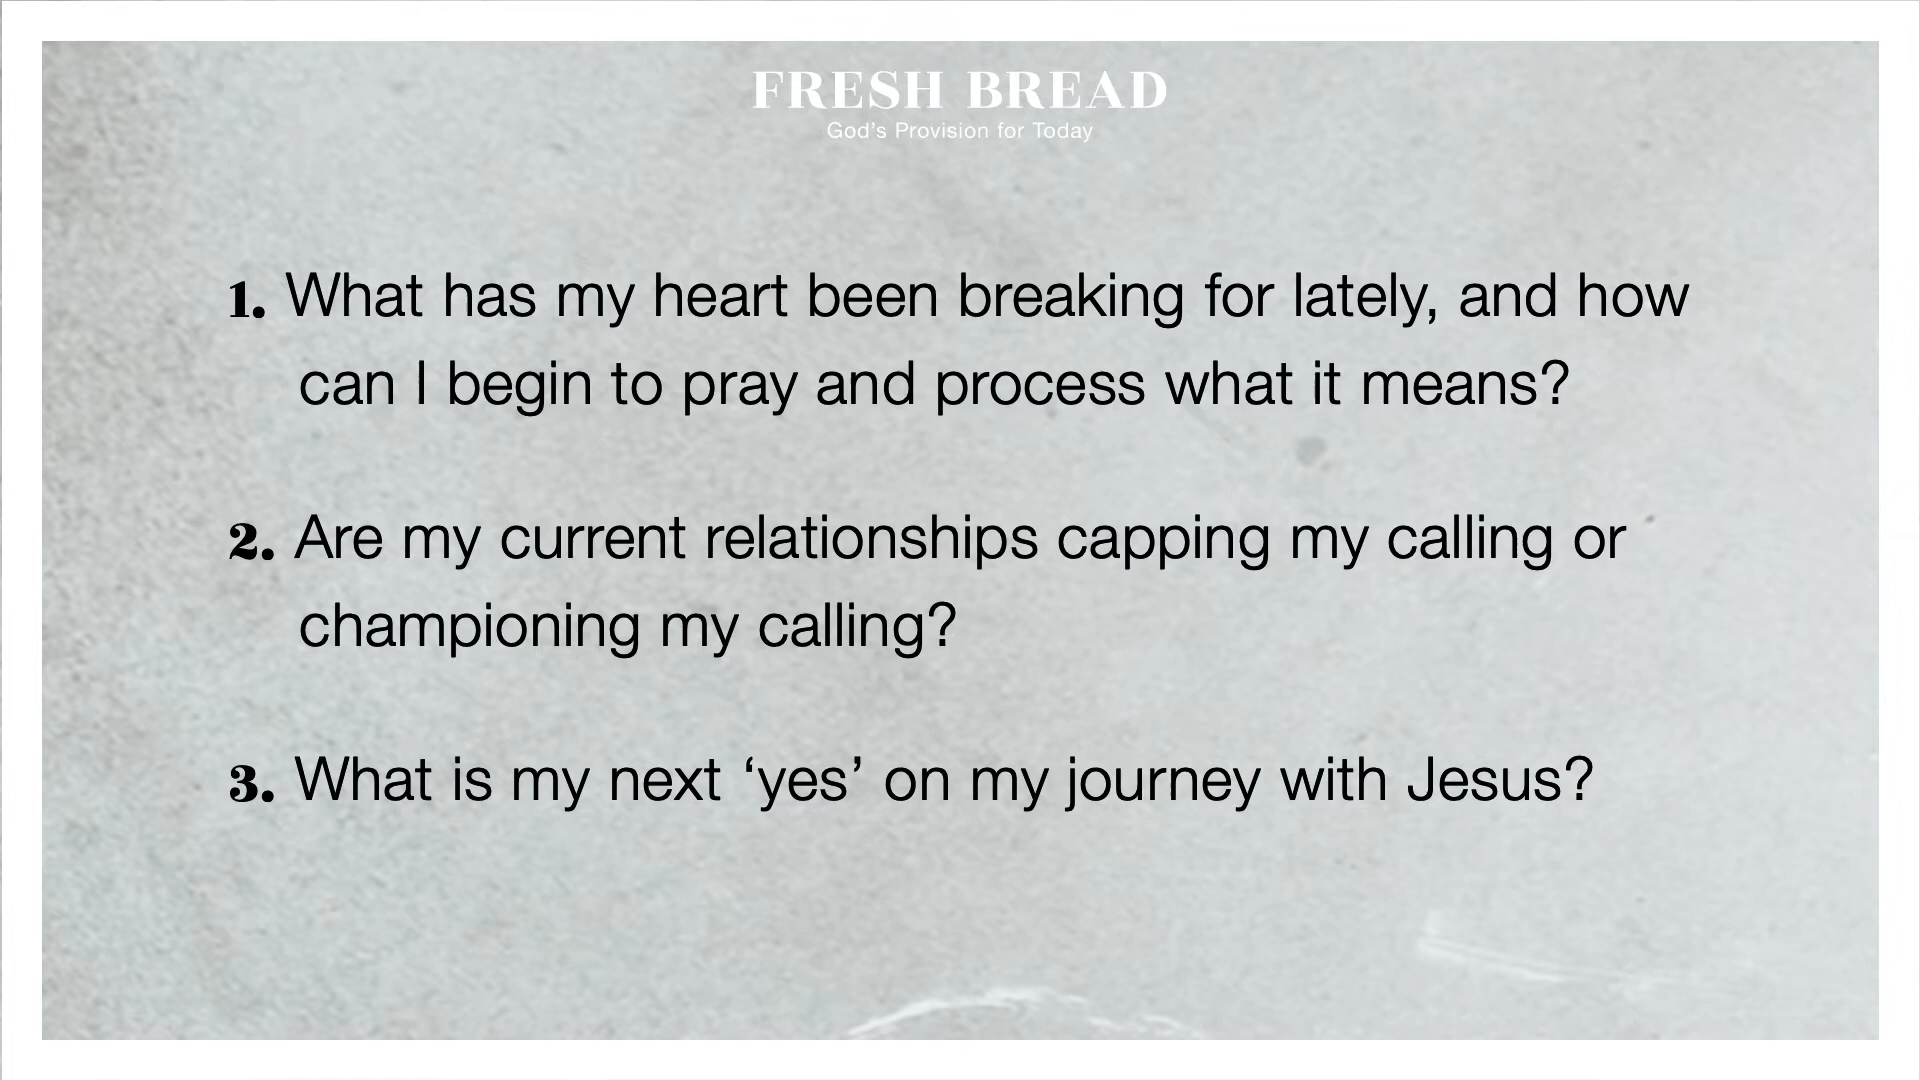 FRESH BREAD
God's Provision for Today
1. What has my heart been breaking for lately, and how
can I begin to pray and process what it means?
2. Are my current relationships capping my calling or
championing my calling?
3. What is my next ‘yes’ on my journey with Jesus?